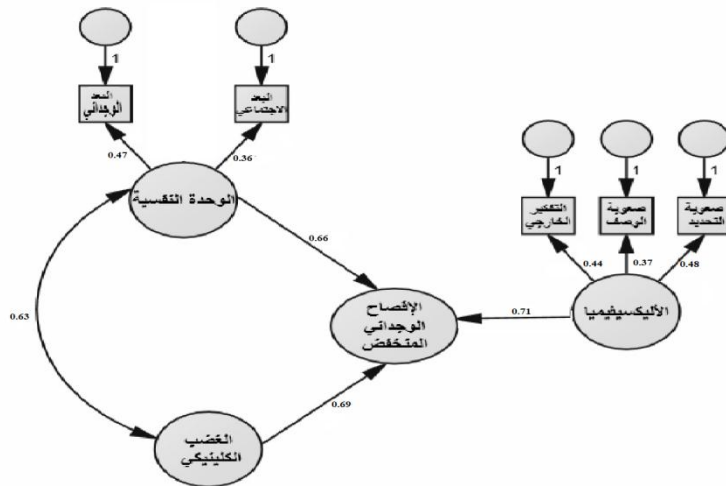 1
1
البعد
الوجداني
البعد
الاجتماعي
0.47
0.36
الوحدة النفسية
1
1
1
التفكير
الخارجي
صعوبة
الوصف
صعوبة
التحديد
0.44
0.37
0.48
الأليكسيفيميا
0.66
0.63
الإفصاح
الوجداني
المنخفض
0.71
0.69
الغضب
الكلينيكي